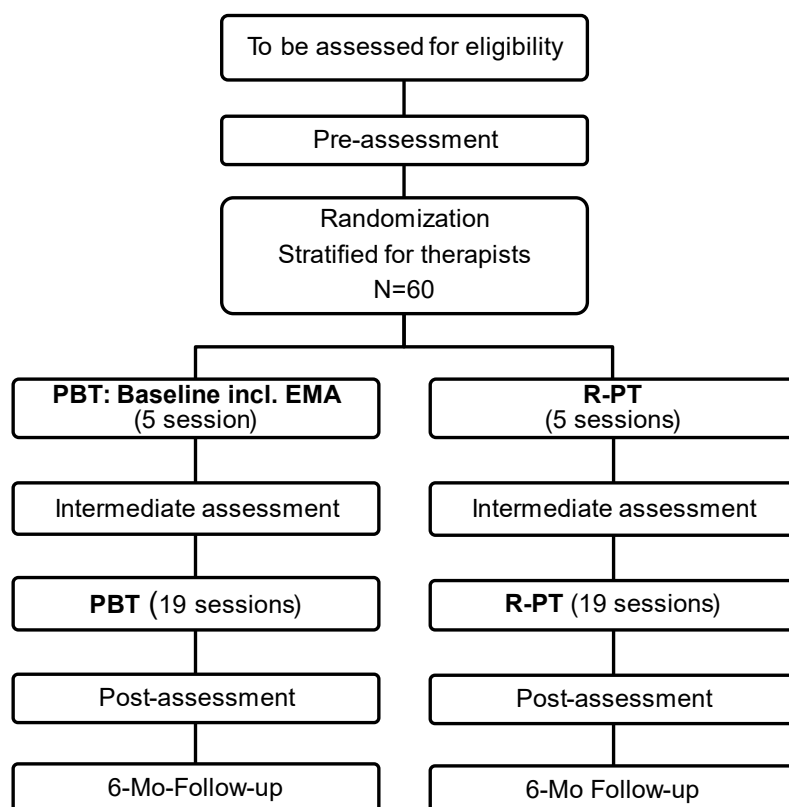 To be assessed for eligibility
Pre-assessment
Randomization
Stratified for therapists
N=60
PBT: Baseline incl. EMA
(5 session)
Intermediate assessment
PBT (19 sessions)
Post-assessment
6-Mo-Follow-up
R-PT
(5 sessions)
Intermediate assessment
R-PT (19 sessions)
Post-assessment
6-Mo Follow-up